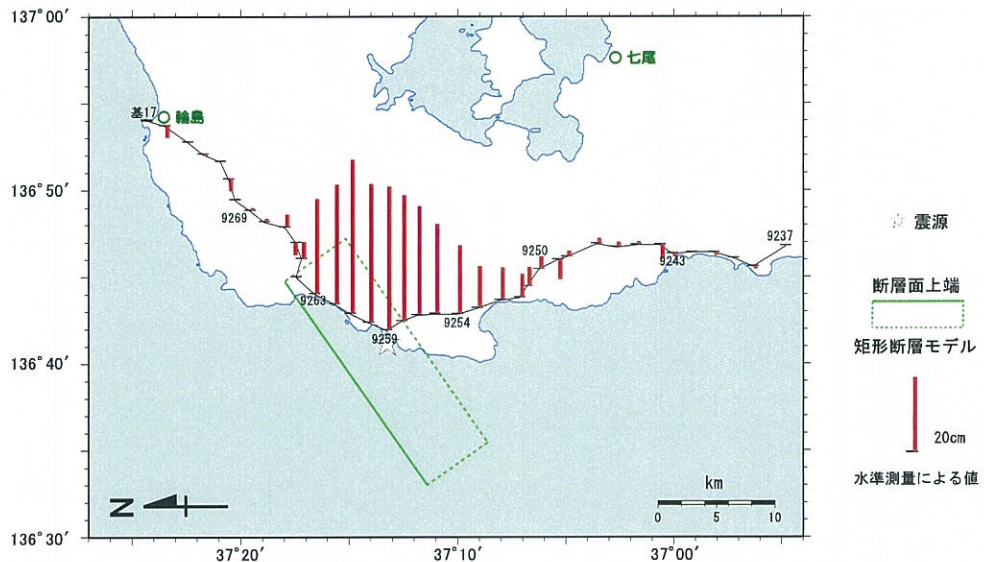 137°00′
七尾
基17
輪島
136°50′
9269
9250
9237
9243
9263
9254
9259
136°40′
136°30′
N
km
0 5 10
37°20′
37°10′
37°00′
震源
断層面上端
矩形断層モデル
20cm
水準測量による値